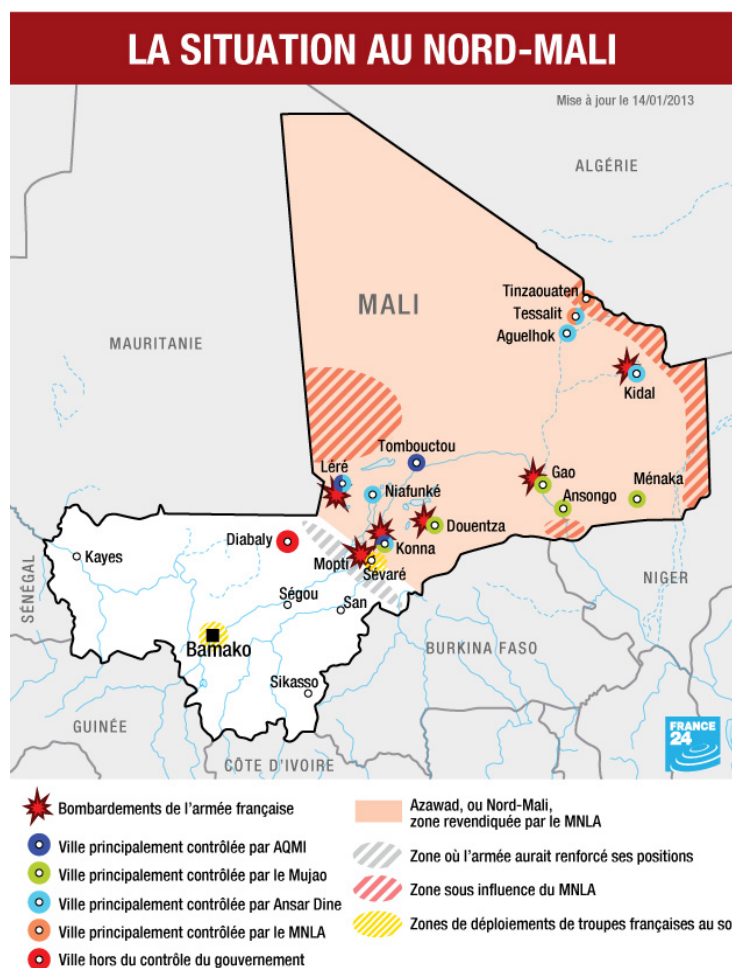 LA SITUATION AU NORD-MALI
Mise à jour le 14/01/2013
ALGÉRIE
Tinzaouaten
MALI
Tessalit
Aguelhok
MAURITANIE
Kidal
Tombouctou
Léré
Gao
Ménaka
Niafunké
Ansongo
Douentza
Diabaly
Konna
Kayes
Mopti
Sévaré
SÉNÉGAL
NIGER
Ségou
San
Bamako
BURKINA FASO
Sikasso
GUINÉE
FRANCE
24
CÔTE D'IVOIRE
Bombardements de l'armée française
Ville principalement contrôlée par AQMI
Ville principalement contrôlée par le Mujao
Ville principalement contrôlée par Ansar Dine
Ville principalement contrôlée par le MNLA
Ville hors du contrôle du gouvernement
Azawad, ou Nord-Mali,
zone revendiquée par le MNLA
Zone où l'armée aurait renforcé ses positions
Zone sous influence du MNLA
Zones de déploiements de troupes françaises au so